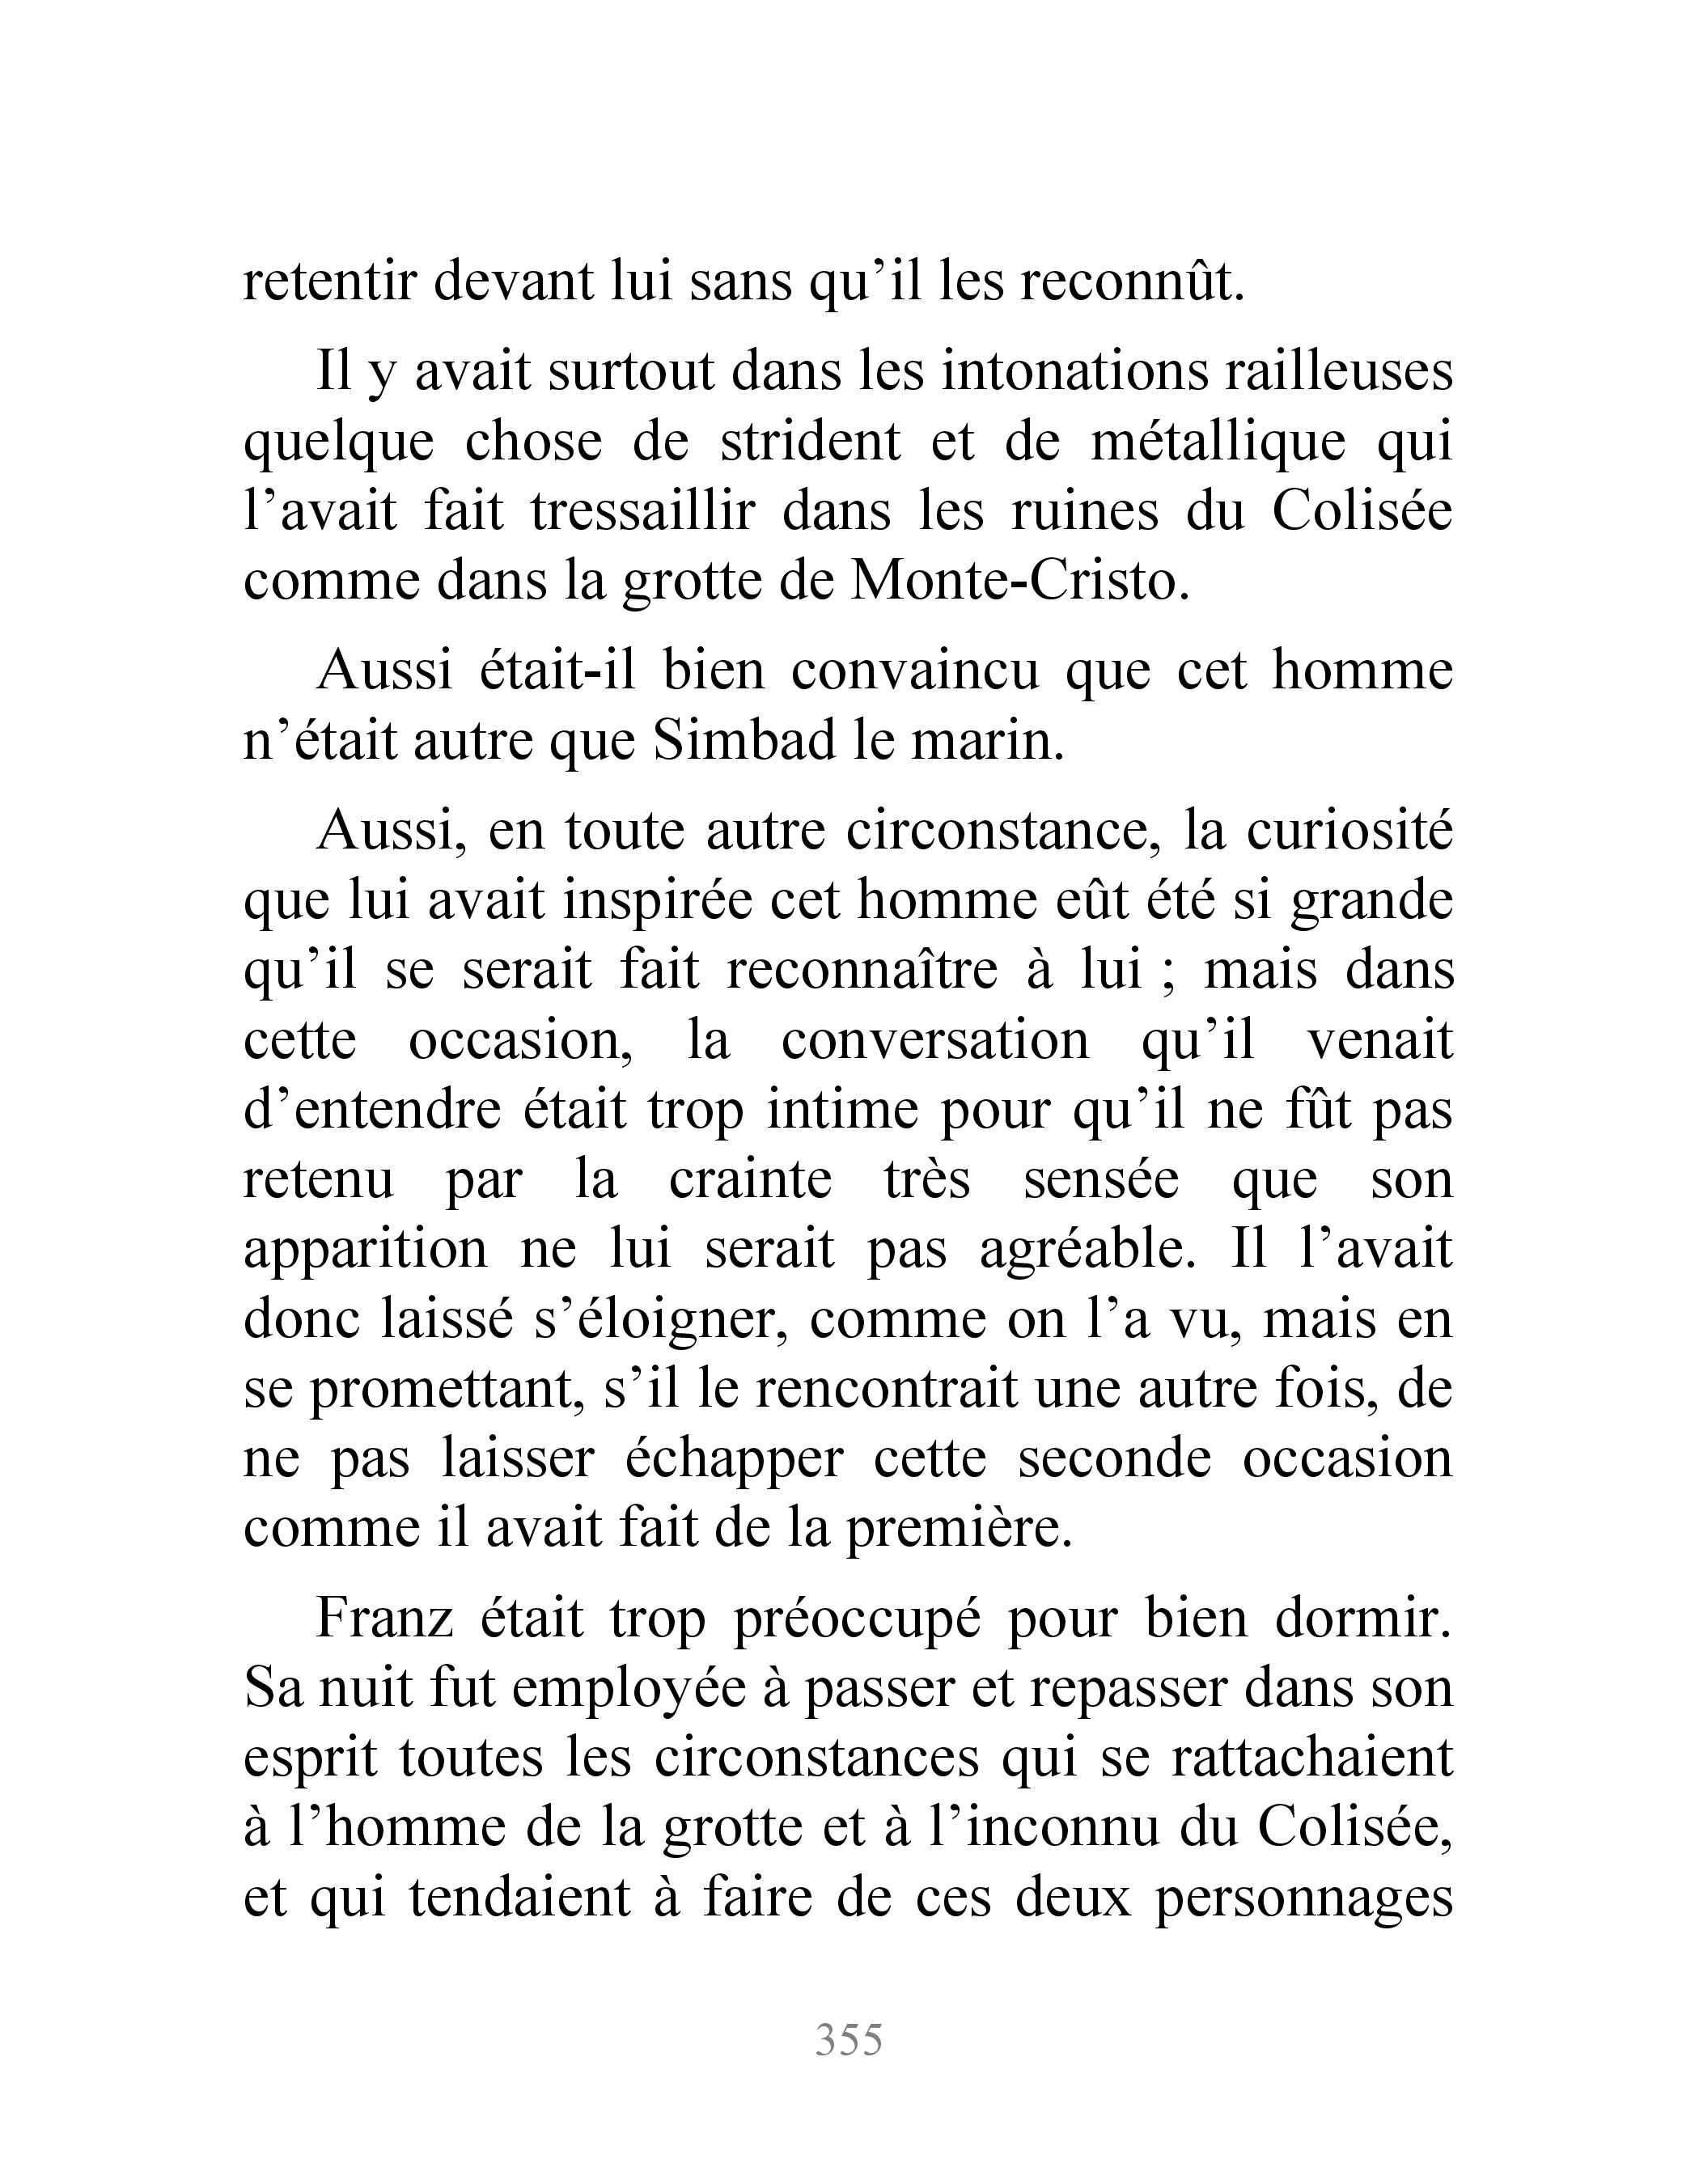 retentir devant lui sans qu’il les reconnût.
Il y avait surtout dans les intonations railleuses
quelque chose de strident et de métallique qui
l’avait fait tressaillir dans les ruines du Colisée
comme dans la grotte de Monte-Cristo.
Aussi était-il bien convaincu que cet homme
n’était autre que Simbad le marin.
Aussi, en toute autre circonstance, la curiosité
que lui avait inspirée cet homme eût été si grande
qu’il se serait fait reconnaître à lui ; mais dans
cette occasion, la conversation qu’il venait
d’entendre était trop intime pour qu’il ne fût pas
retenu par la crainte très sensée que son
apparition ne lui serait pas agréable. Il l’avait
donc laissé s’éloigner, comme on l’a vu, mais en
se promettant, s’il le rencontrait une autre fois, de
ne pas laisser échapper cette seconde occasion
comme il avait fait de la première.
Franz était trop préoccupé pour bien dormir.
Sa nuit fut employée à passer et repasser dans son
esprit toutes les circonstances qui se rattachaient
à l’homme de la grotte et à l’inconnu du Colisée,
et qui tendaient à faire de ces deux personnages
355